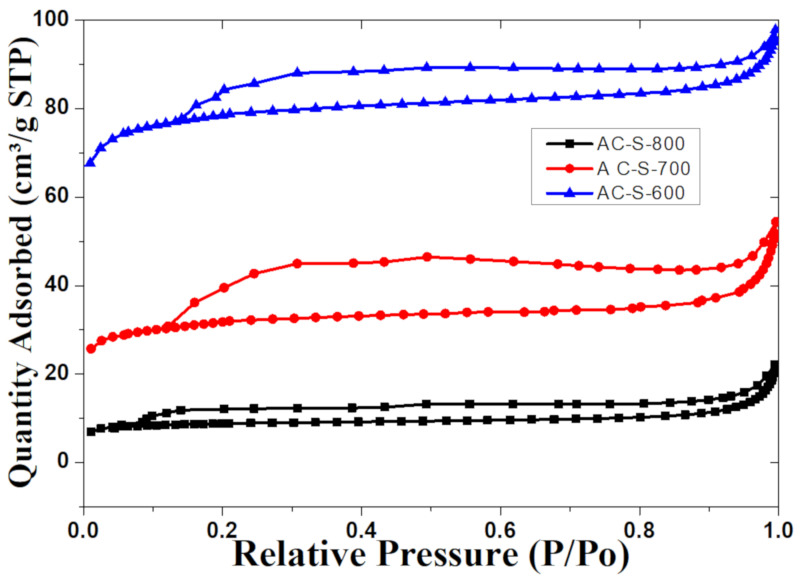 100
80
60
40
20
0
Quantity Adsorbed (cm³/g STP)
AC-S-800
A C-S-700
AC-S-600
0.0 0.2 0.4 0.6 0.8 1.0
Relative Pressure (P/Po)